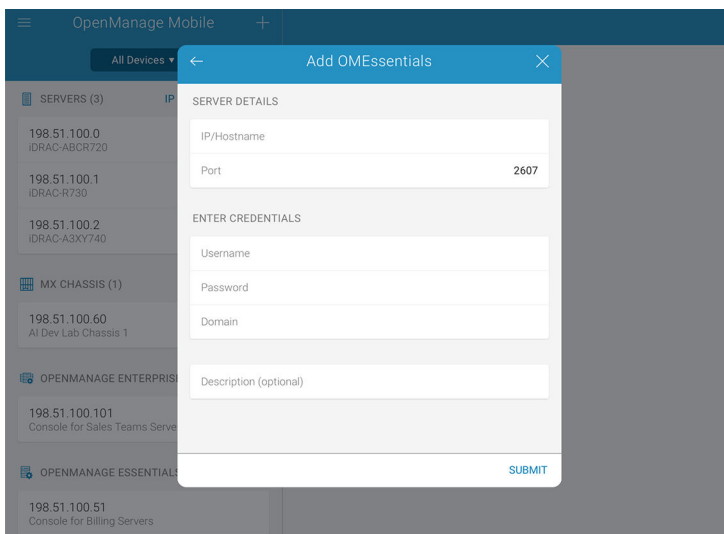 OpenManage Mobile
All Devices
SERVERS (3) IP
198.51.100.0
iDRAC-ABCR720
198.51.100.1
iDRAC-R730
198.51.100.2
iDRAC-A3XY740
MX CHASSIS (1)
198.51.100.60
AI Dev Lab Chassis 1
OPENMANAGE ENTERPRIS
198.51.100.101
Console for Sales Teams Serve
OPENMANAGE ESSENTIALS
198.51.100.51
Console for Billing Servers
Add OMEssentials
SERVER DETAILS
IP/Hostname
Port 2607
ENTER CREDENTIALS
Username
Password
Domain
Description (optional)
SUBMIT